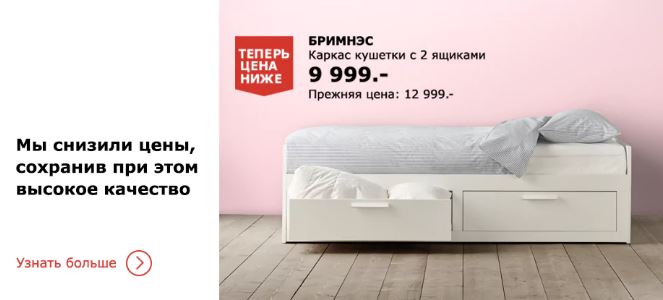 Мы снизили цены,
сохранив при этом
высокое качество
Узнать больше
ТЕПЕРЬ
ЦЕНА
НИЖЕ
БРИМНЭС
Каркас кушетки с 2 ящиками
9 999.-
Прежняя цена: 12 999.-